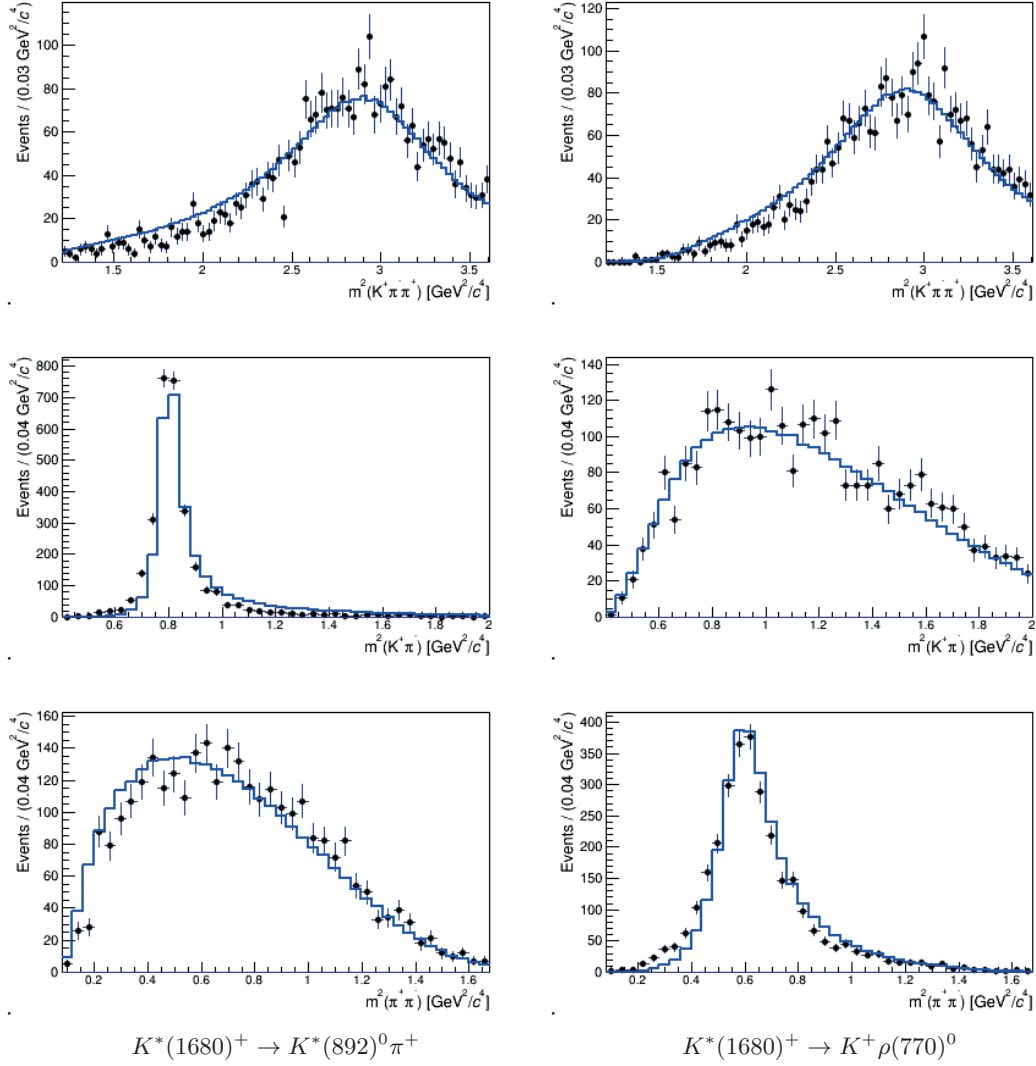 Events / (0.03 GeV²/c⁴)
120
100
80
60
40
20
0
1.5 2 2.5 3 3.5
m²(K⁺π⁻π⁺) [GeV²/c⁴]
Events / (0.03 GeV²/c⁴)
120
100
80
60
40
20
0
1.5 2 2.5 3 3.5
m²(K⁺π⁻π⁺) [GeV²/c⁴]
Events / (0.04 GeV²/c⁴)
800
700
600
500
400
300
200
100
0
0.6 0.8 1 1.2 1.4 1.6 1.8 2
m²(K⁺π⁻) [GeV²/c⁴]
Events / (0.04 GeV²/c⁴)
140
120
100
80
60
40
20
0
0.6 0.8 1 1.2 1.4 1.6 1.8 2
m²(K⁺π⁻) [GeV²/c⁴]
Events / (0.04 GeV²/c⁴)
160
140
120
100
80
60
40
20
0
0.2 0.4 0.6 0.8 1 1.2 1.4 1.6
m²(π⁺π⁻) [GeV²/c⁴]
Events / (0.04 GeV²/c⁴)
400
350
300
250
200
150
100
50
0
0.2 0.4 0.6 0.8 1 1.2 1.4 1.6
m²(π⁺π⁻) [GeV²/c⁴]
K*(1680)⁺ → K*(892)⁰π⁺
K*(1680)⁺ → K⁺ρ(770)⁰